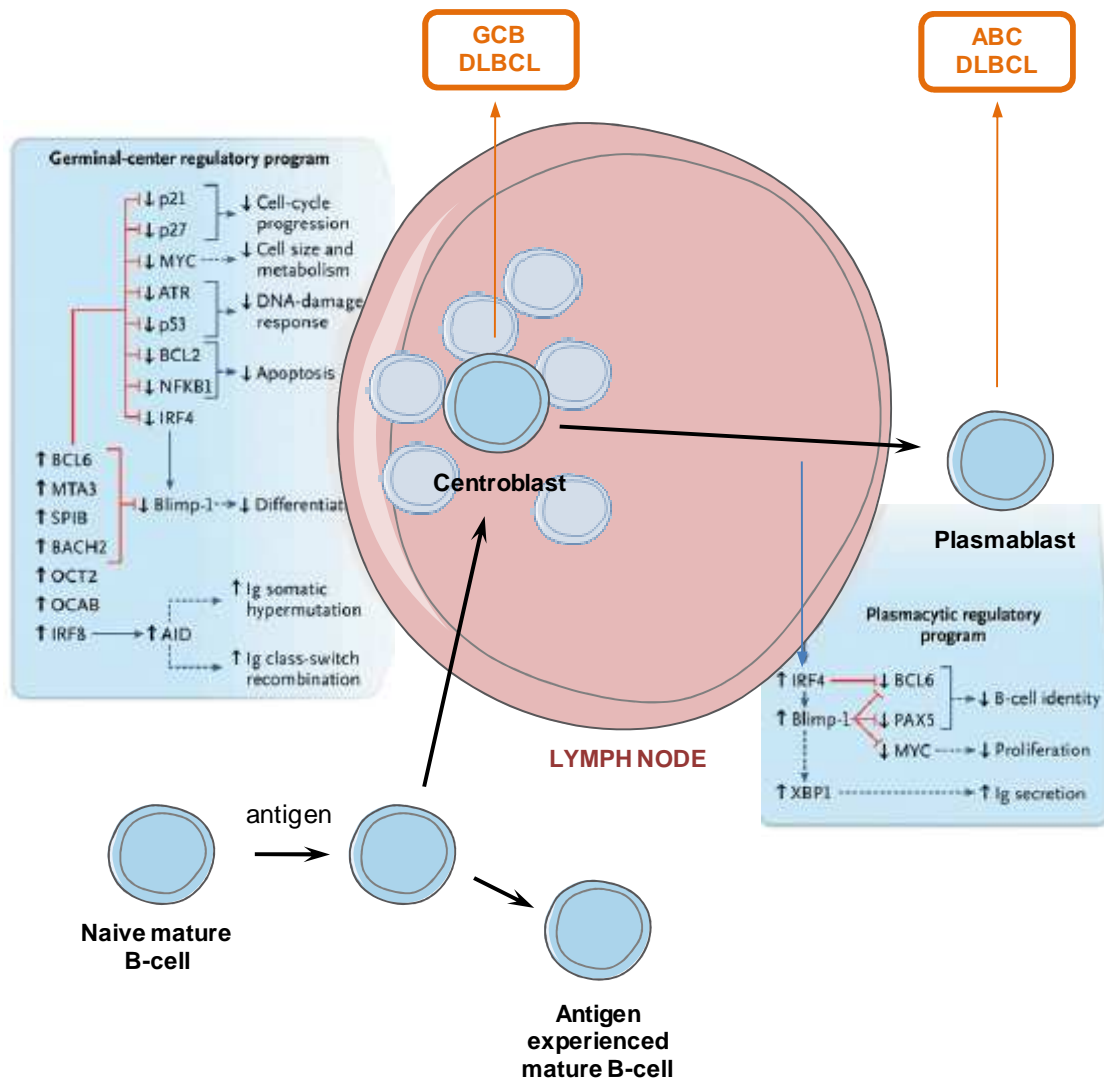 GCB
DLBCL
ABC
DLBCL
Germinal-center regulatory program
↓ p21
↓ p27
↓ Cell-cycle
progression
↓ MYC
↓ Cell size and
metabolism
↓ ATR
↓ p53
↓ DNA-damage
response
↓ BCL2
↓ NFKB1
↓ Apoptosis
↓ IRF4
↑ BCL6
↑ MTA3
↑ SPIB
↑ BACH2
↑ OCT2
↑ OCAB
↑ IRF8
↓ Blimp-1
↓ Differentiat
↑ AID
↑ Ig somatic
hypermutation
↑ Ig class-switch
recombination
Centroblast
LYMPH NODE
Plasmablast
Plasmacytic regulatory
program
↑ IRF4
↓ BCL6
↑ Blimp-1
↓ PAX5
↓ B-cell identity
↓ MYC
↓ Proliferation
↑ XBP1
↑ Ig secretion
antigen
Naive mature
B-cell
Antigen
experienced
mature B-cell